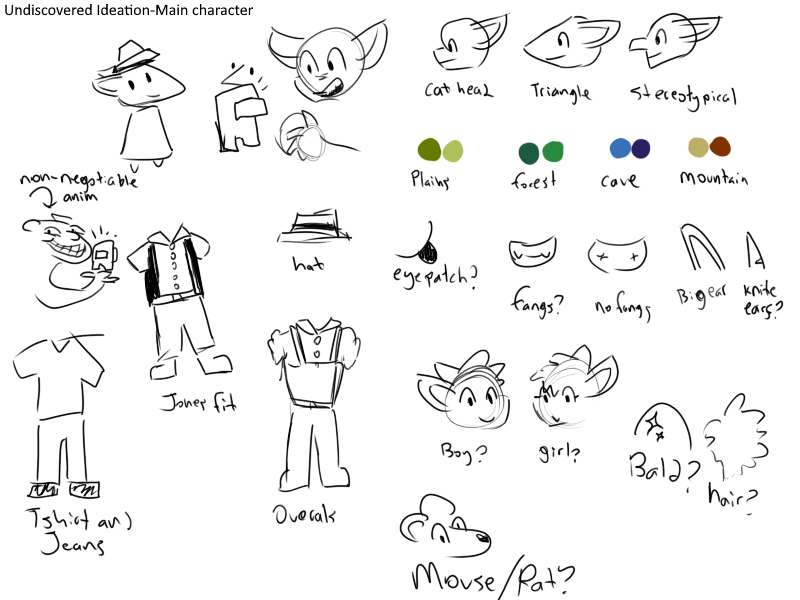 Undiscovered Ideation-Main character
Cat head
Triangle
Stereotypical
Plains
forest
cave
mountain
non-negotiable
anim
hat
eyepatch?
fangs?
no fangs
Big ear
knife
ears?
Jones fit
Boy?
girl?
Bald?
hair?
Tshirt and
Jeans
Overals
Mouse/Rat?